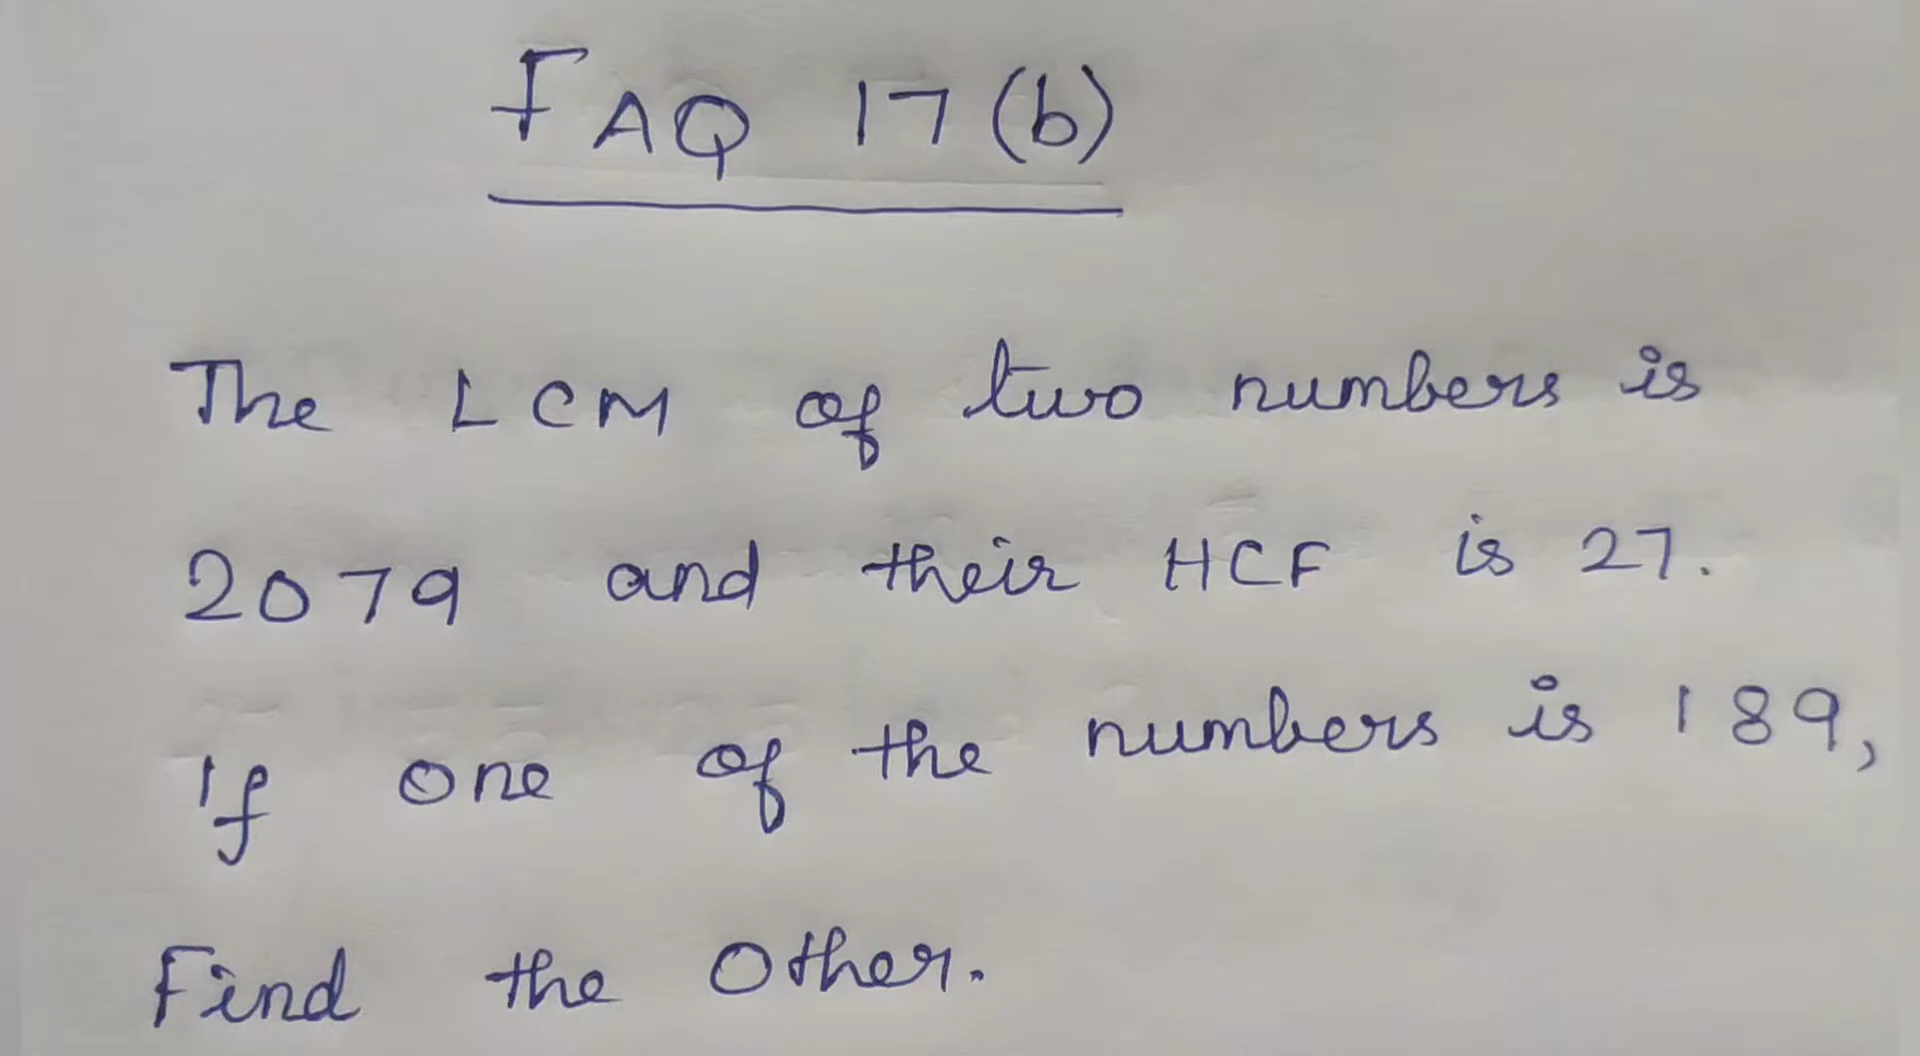 FAQ 17 (b)
The LCM of two numbers is
2079 and their HCF is 27.
If one of the numbers is 189,
Find the Other.